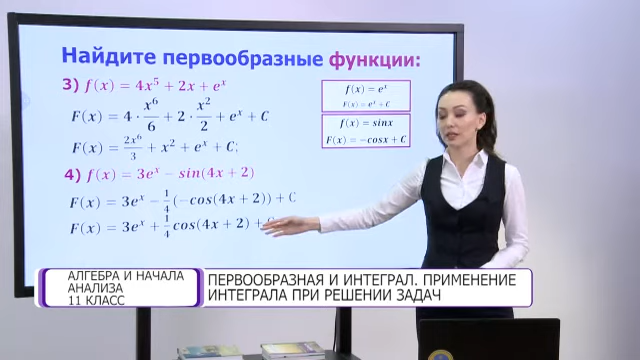 Найдите первообразные функции:
3) f(x) = 4x⁵ + 2x + eˣ
F(x) = 4 · x⁶/6 + 2 · x²/2 + eˣ + C
F(x) = 2x⁶/3 + x² + eˣ + C;
4) f(x) = 3eˣ − sin(4x + 2)
F(x) = 3eˣ − 1/4(−cos(4x + 2)) + C
F(x) = 3eˣ + 1/4 cos(4x + 2) + C
f(x) = eˣ
F(x) = eˣ + C
f(x) = sinx
F(x) = −cosx + C
АЛГЕБРА И НАЧАЛА
АНАЛИЗА
11 КЛАСС
ПЕРВООБРАЗНАЯ И ИНТЕГРАЛ. ПРИМЕНЕНИЕ
ИНТЕГРАЛА ПРИ РЕШЕНИИ ЗАДАЧ